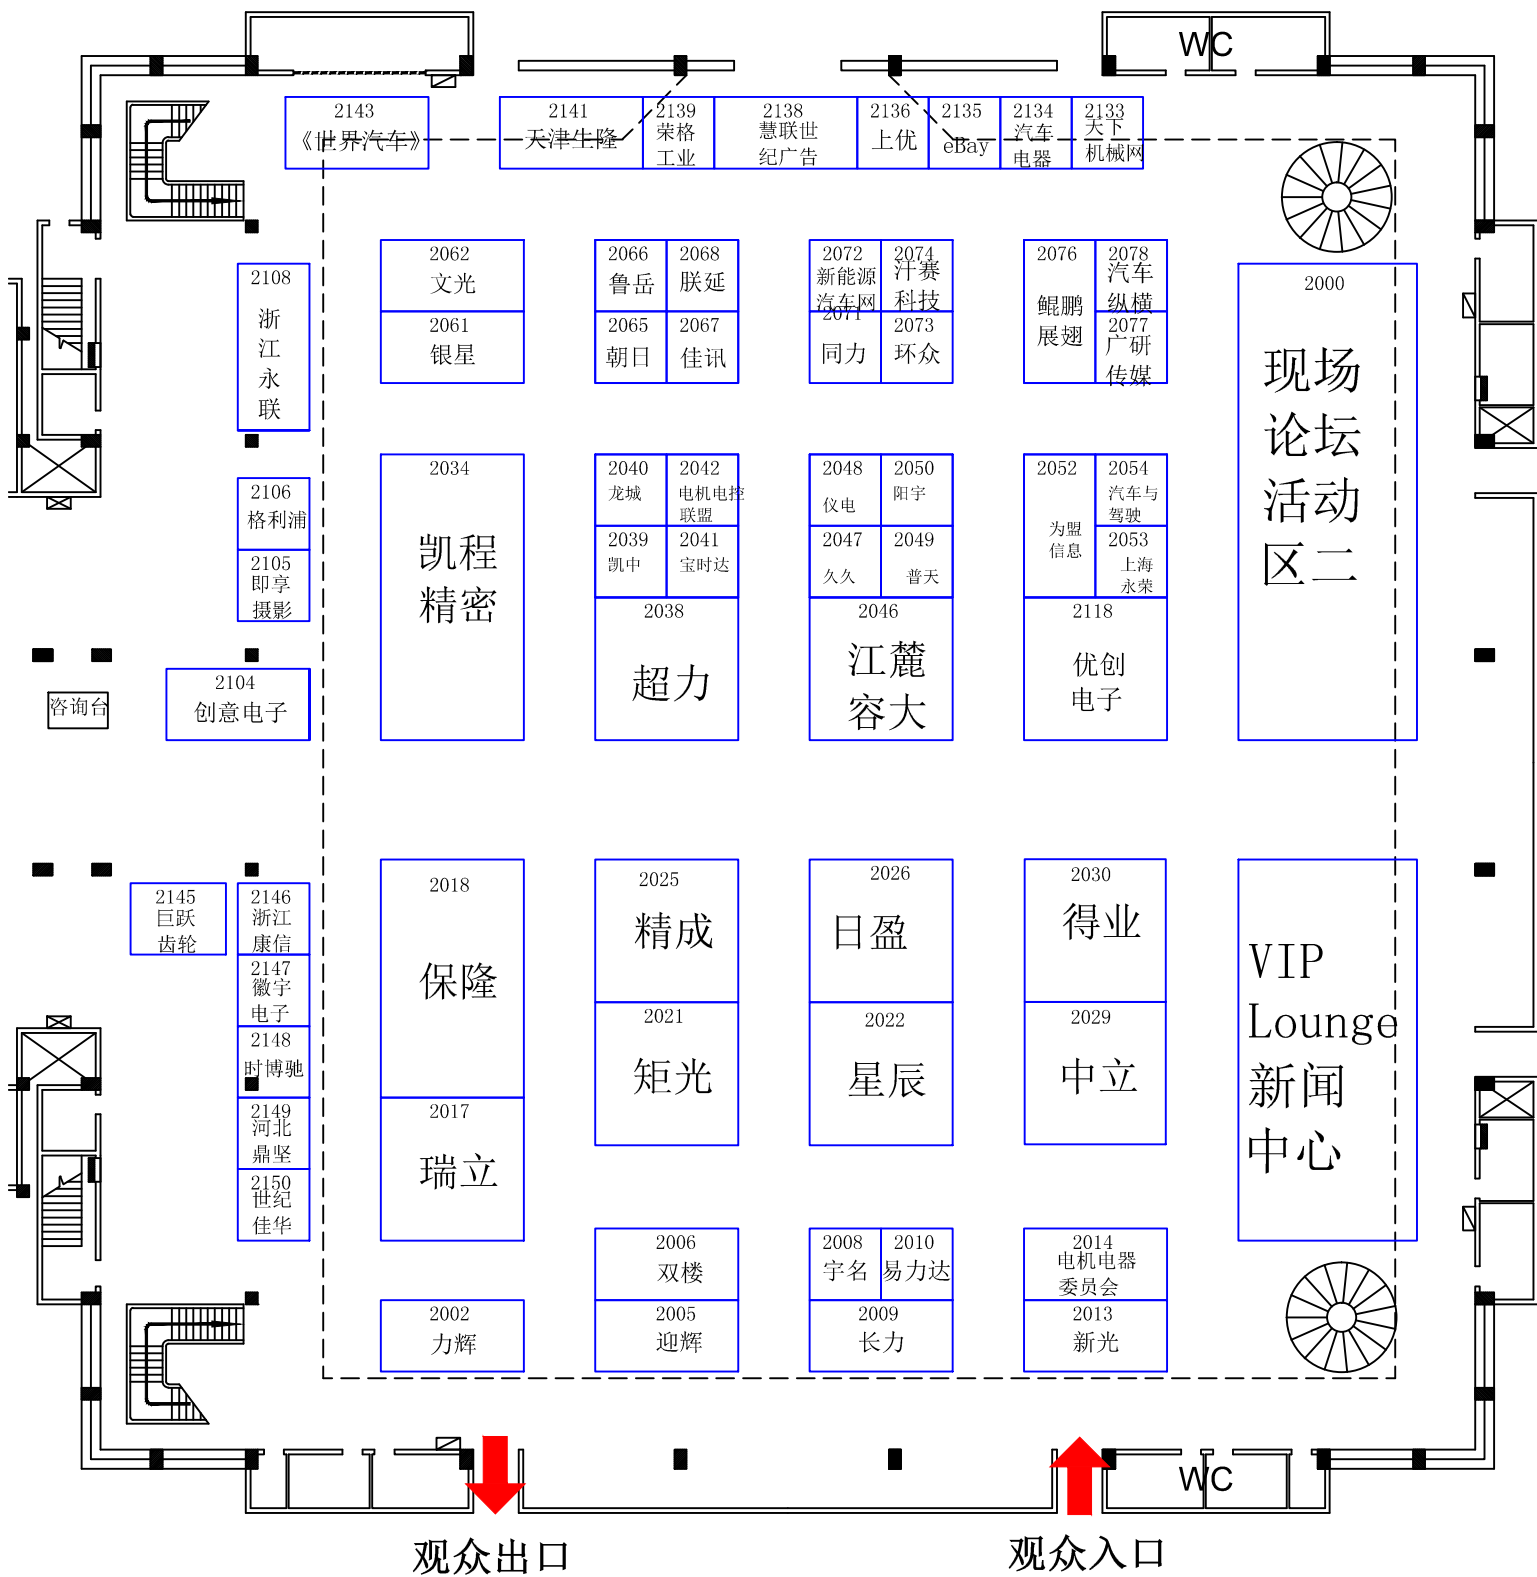 WC
2143
《世界汽车》
2141
天津生隆
2139
荣格
工业
2138
慧联世
纪广告
2136
上优
2135
eBay
2134
汽车
电器
2133
天下
机械网
2108
浙
江
永
联
2062
文光
2061
银星
2066
鲁岳
2068
朕延
2065
朝日
2067
佳讯
2072
新能源
汽车网
2074
汁赛
科技
2071
同力
2073
环众
2076
鲲鹏
展翅
2078
汽车
纵横
2077
广研
传媒
2000
现场
论坛
活动
区二
2106
格利浦
2105
即享
摄影
2104
创意电子
咨询台
2034
凯程
精密
2040
龙城
2042
电机电控
联盟
2039
凯中
2041
宝时达
2038
超力
2048
仪电
2050
阳宇
2047
久久
2049
普天
2046
江麓
容大
2052
为盟
信息
2054
汽车与
驾驶
2053
上海
永荣
2118
优创
电子
2145
巨跃
齿轮
2146
浙江
康信
2147
徽宇
电子
2148
时博驰
2149
河北
鼎坚
2150
世纪
佳华
2018
保隆
2017
瑞立
2025
精成
2021
矩光
2026
日盈
2022
星辰
2030
得业
2029
中立
VIP
Lounge
新闻
中心
2006
双楼
2008
宇名
2010
易力达
2014
电机电器
委员会
2002
力辉
2005
迎辉
2009
长力
2013
新光
WC
观众出口
观众入口